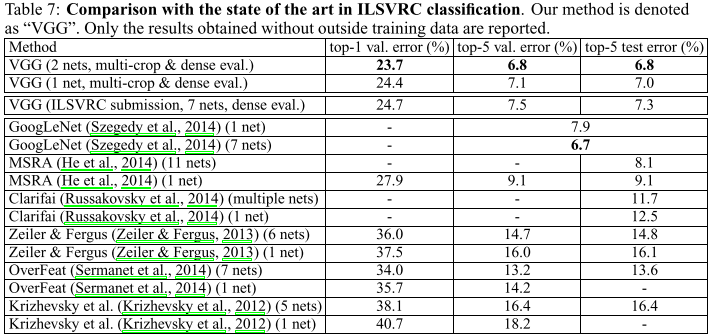 Table 7: Comparison with the state of the art in ILSVRC classification. Our method is denoted
as “VGG”. Only the results obtained without outside training data are reported.
Method top-1 val. error (%) top-5 val. error (%) top-5 test error (%)
VGG (2 nets, multi-crop & dense eval.) 23.7 6.8 6.8
VGG (1 net, multi-crop & dense eval.) 24.4 7.1 7.0
VGG (ILSVRC submission, 7 nets, dense eval.) 24.7 7.5 7.3
GoogLeNet (Szegedy et al., 2014) (1 net) - 7.9
GoogLeNet (Szegedy et al., 2014) (7 nets) - 6.7
MSRA (He et al., 2014) (11 nets) - - 8.1
MSRA (He et al., 2014) (1 net) 27.9 9.1 9.1
Clarifai (Russakovsky et al., 2014) (multiple nets) - - 11.7
Clarifai (Russakovsky et al., 2014) (1 net) - - 12.5
Zeiler & Fergus (Zeiler & Fergus, 2013) (6 nets) 36.0 14.7 14.8
Zeiler & Fergus (Zeiler & Fergus, 2013) (1 net) 37.5 16.0 16.1
OverFeat (Sermanet et al., 2014) (7 nets) 34.0 13.2 13.6
OverFeat (Sermanet et al., 2014) (1 net) 35.7 14.2 -
Krizhevsky et al. (Krizhevsky et al., 2012) (5 nets) 38.1 16.4 16.4
Krizhevsky et al. (Krizhevsky et al., 2012) (1 net) 40.7 18.2 -